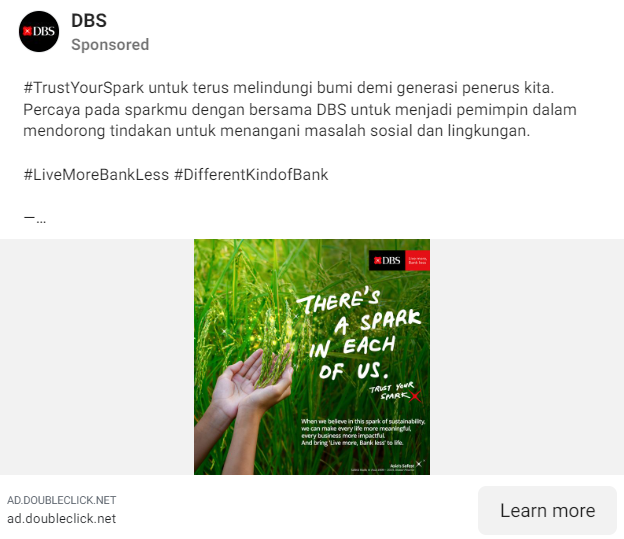 DBS
DBS
Sponsored
#TrustYourSpark untuk terus melindungi bumi demi generasi penerus kita.
Percaya pada sparkmu dengan bersama DBS untuk menjadi pemimpin dalam
mendorong tindakan untuk menangani masalah sosial dan lingkungan.
#LiveMoreBankLess #DifferentKindofBank
—...
DBS
Live more,
Bank less
THERE'S
A SPARK
IN EACH
OF US.
TRUST YOUR
SPARK
When we believe in this spark of sustainability,
we can make every life more meaningful,
every business more impactful.
And bring 'Live more, Bank less' to life.
AD.DOUBLECLICK.NET
ad.doubleclick.net
Learn more